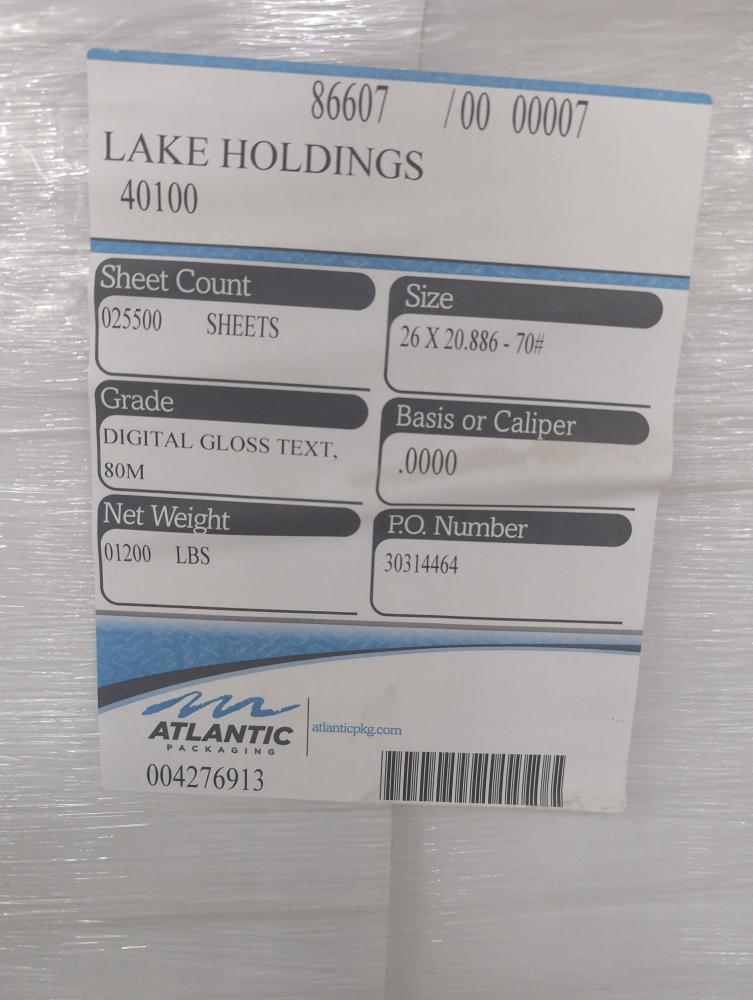 86607 /00 00007
LAKE HOLDINGS
40100
Sheet Count
025500 SHEETS
Size
26 X 20.886 - 70#
Grade
DIGITAL GLOSS TEXT,
80M
Basis or Caliper
.0000
Net Weight
01200 LBS
P.O. Number
30314464
ATLANTIC
PACKAGING
atlanticpkg.com
004276913